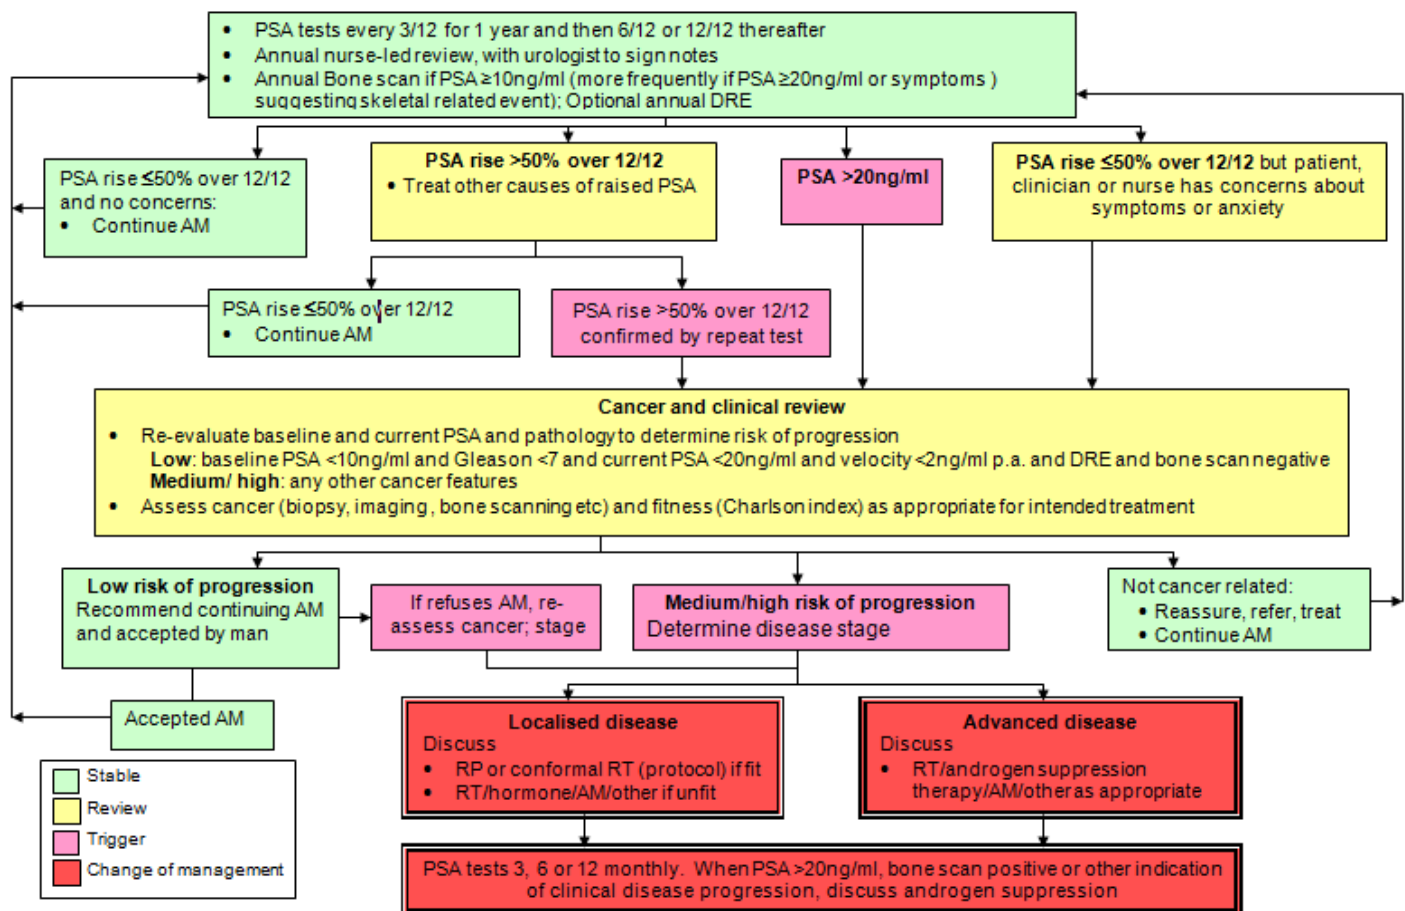 • PSA tests every 3/12 for 1 year and then 6/12 or 12/12 thereafter
• Annual nurse-led review, with urologist to sign notes
• Annual Bone scan if PSA ≥10ng/ml (more frequently if PSA ≥20ng/ml or symptoms )
suggesting skeletal related event); Optional annual DRE
PSA rise ≤50% over 12/12
and no concerns:
• Continue AM
PSA rise >50% over 12/12
• Treat other causes of raised PSA
PSA >20ng/ml
PSA rise ≤50% over 12/12 but patient,
clinician or nurse has concerns about
symptoms or anxiety
PSA rise ≤50% over 12/12
• Continue AM
PSA rise >50% over 12/12
confirmed by repeat test
Cancer and clinical review
• Re-evaluate baseline and current PSA and pathology to determine risk of progression
Low: baseline PSA <10ng/ml and Gleason <7 and current PSA <20ng/ml and velocity <2ng/ml p.a. and DRE and bone scan negative
Medium/ high: any other cancer features
• Assess cancer (biopsy, imaging, bone scanning etc) and fitness (Charlson index) as appropriate for intended treatment
Low risk of progression
Recommend continuing AM
and accepted by man
If refuses AM, re-
assess cancer; stage
Medium/high risk of progression
Determine disease stage
Not cancer related:
• Reassure, refer, treat
• Continue AM
Accepted AM
Localised disease
Discuss
• RP or conformal RT (protocol) if fit
• RT/hormone/AM/other if unfit
Advanced disease
Discuss
• RT/androgen suppression
therapy/AM/other as appropriate
Stable
Review
Trigger
Change of management
PSA tests 3, 6 or 12 monthly. When PSA >20ng/ml, bone scan positive or other indication
of clinical disease progression, discuss androgen suppression